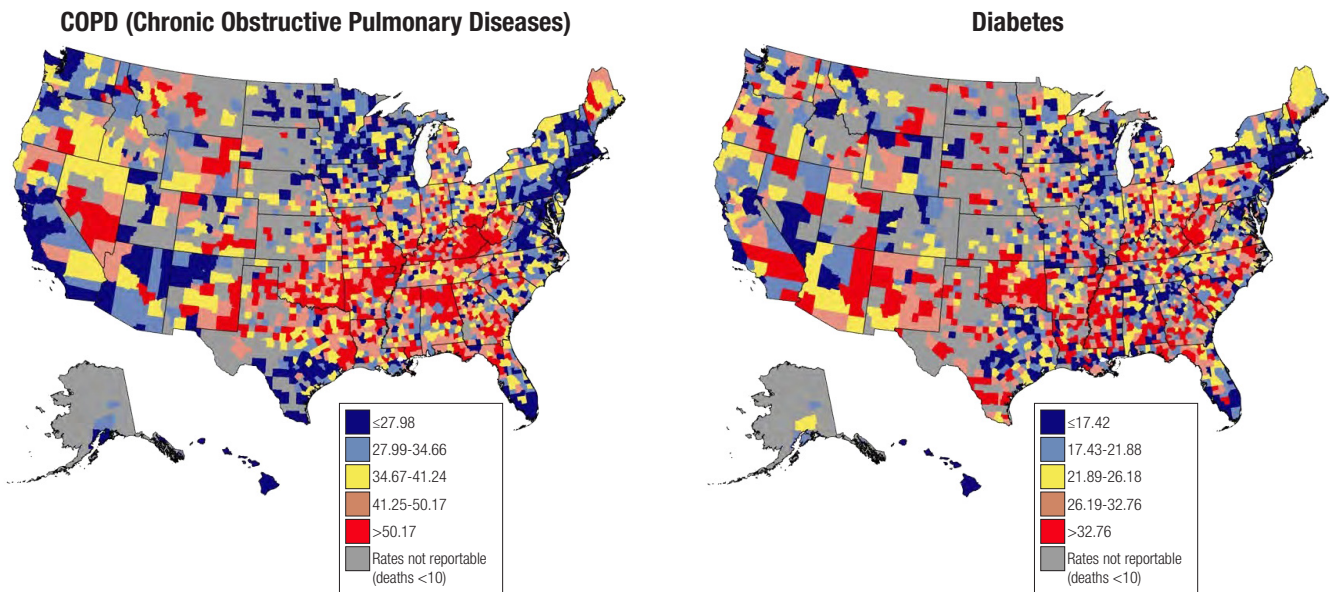 COPD (Chronic Obstructive Pulmonary Diseases)
≤27.98
27.99-34.66
34.67-41.24
41.25-50.17
>50.17
Rates not reportable
(deaths <10)
Diabetes
≤17.42
17.43-21.88
21.89-26.18
26.19-32.76
>32.76
Rates not reportable
(deaths <10)